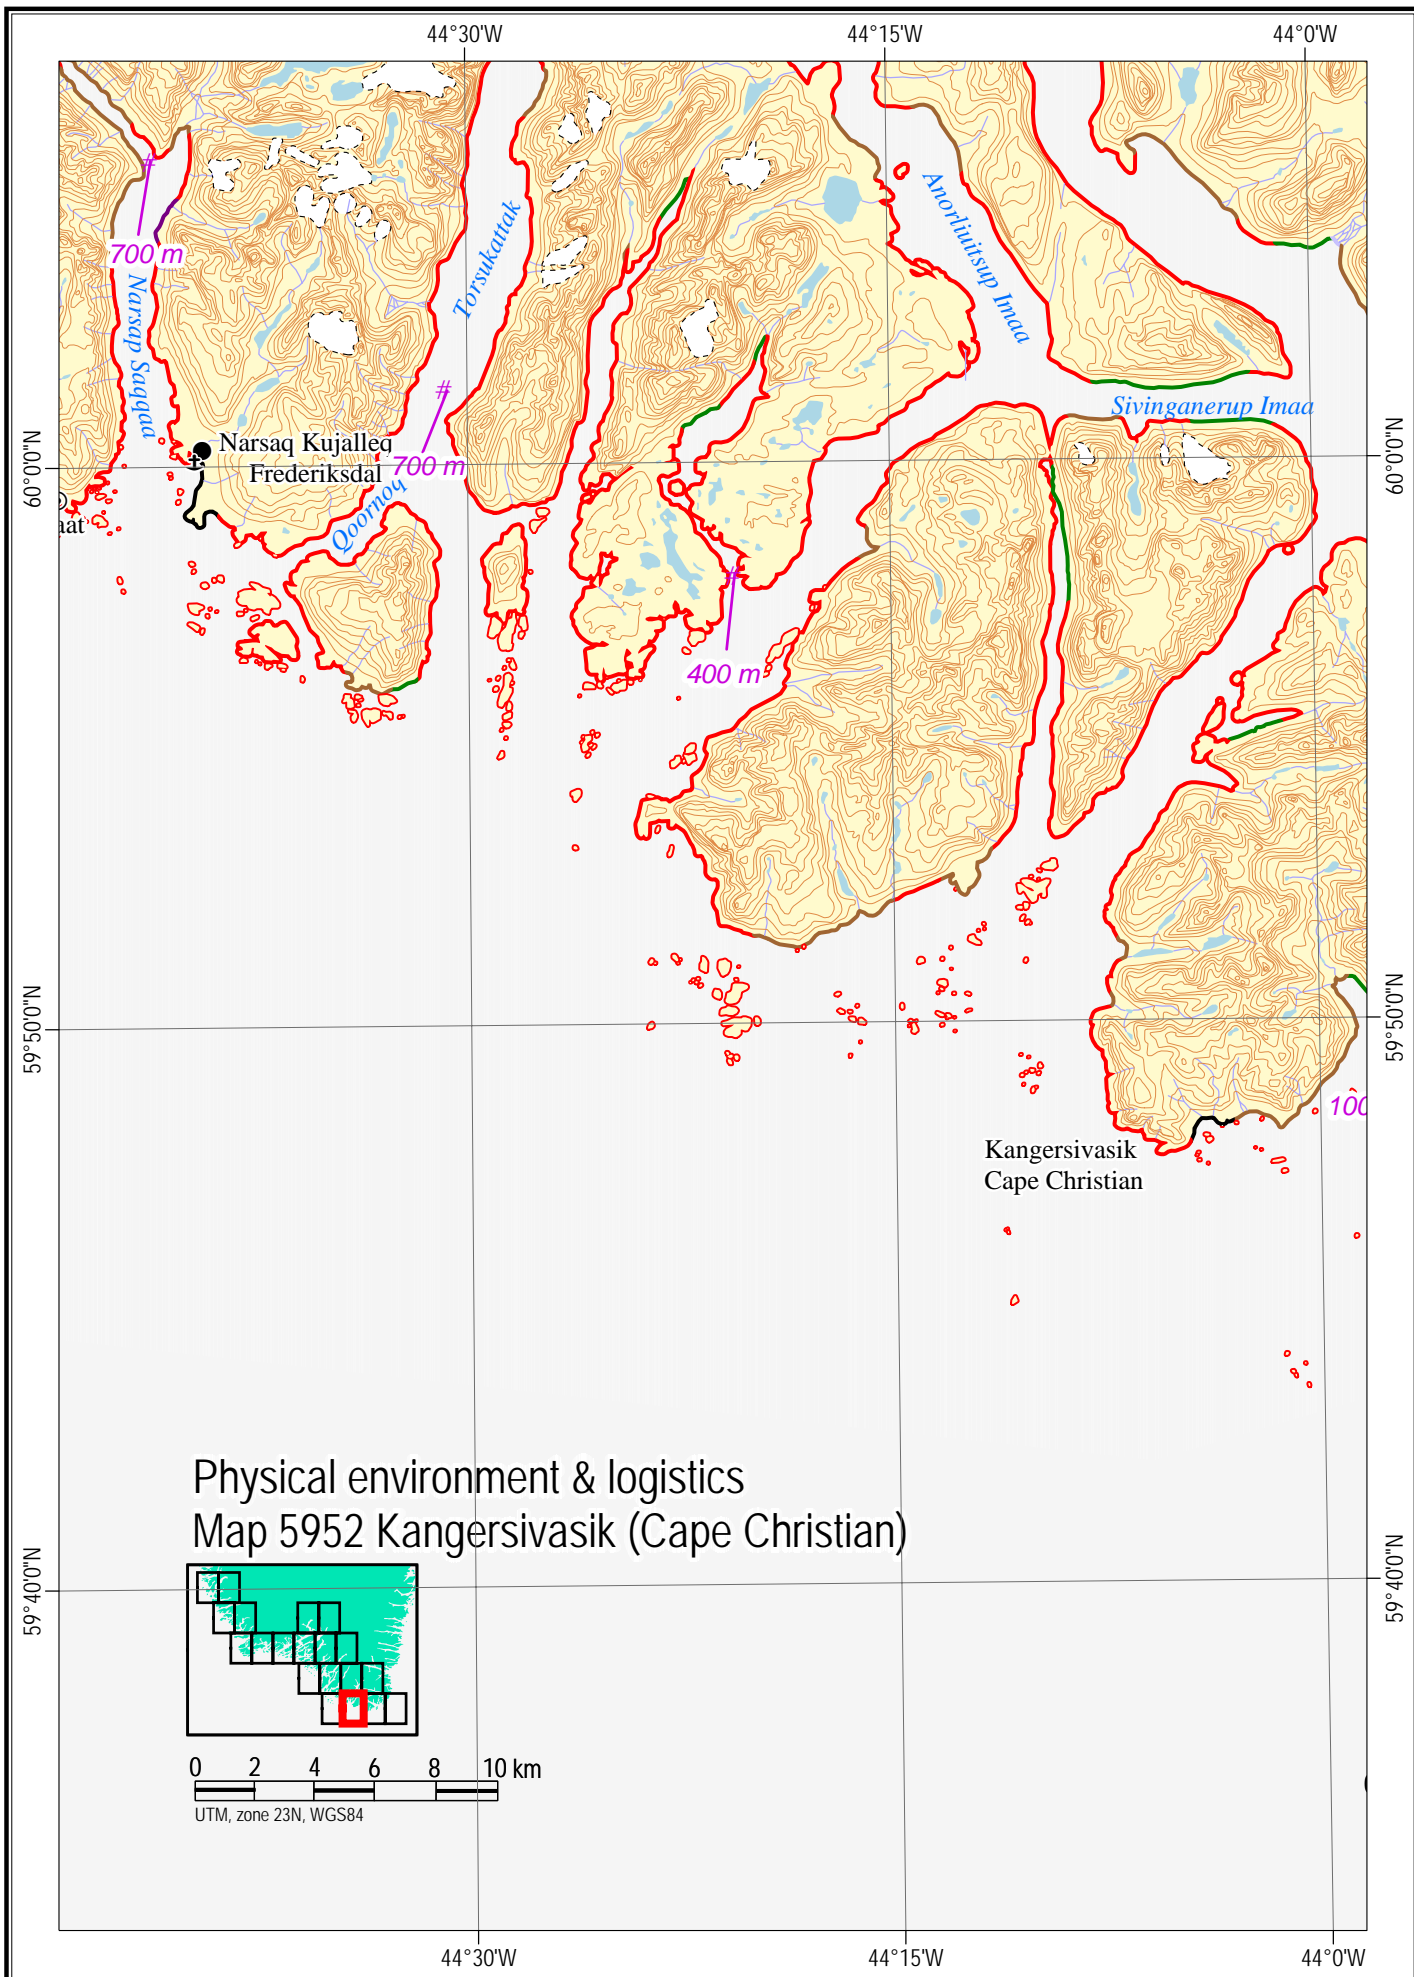 44°30'W
44°15'W
44°0'W
Anorliuitsup Imaa
Torsukattak
700 m
Narsap Saqqaa
Sivinganerup Imaa
Narsaq Kujalleq
Frederiksdal
700 m
60°0'0"N
60°0'0"N
Qoornoq
aat
400 m
59°50'0"N
59°50'0"N
100
Kangersivasik
Cape Christian
Physical environment & logistics
Map 5952 Kangersivasik (Cape Christian)
59°40'0"N
59°40'0"N
0 2 4 6 8 10 km
UTM, zone 23N, WGS84
44°30'W
44°15'W
44°0'W